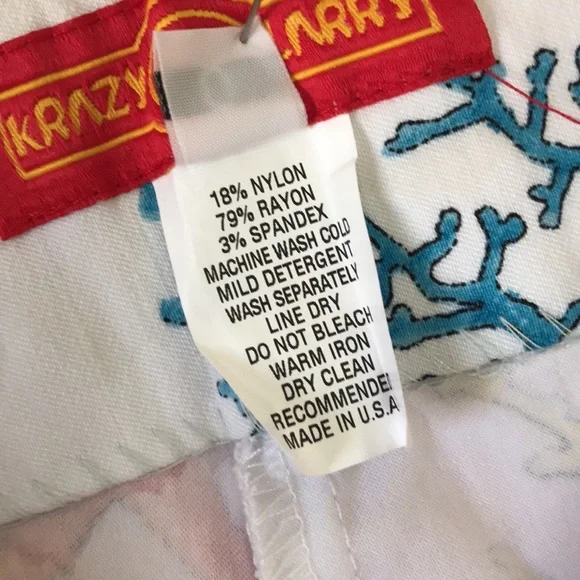 KRAZY LARRY
18% NYLON
79% RAYON
3% SPANDEX
MACHINE WASH COLD
MILD DETERGENT
WASH SEPARATELY
LINE DRY
DO NOT BLEACH
WARM IRON
DRY CLEAN
RECOMMENDED
MADE IN U.S.A